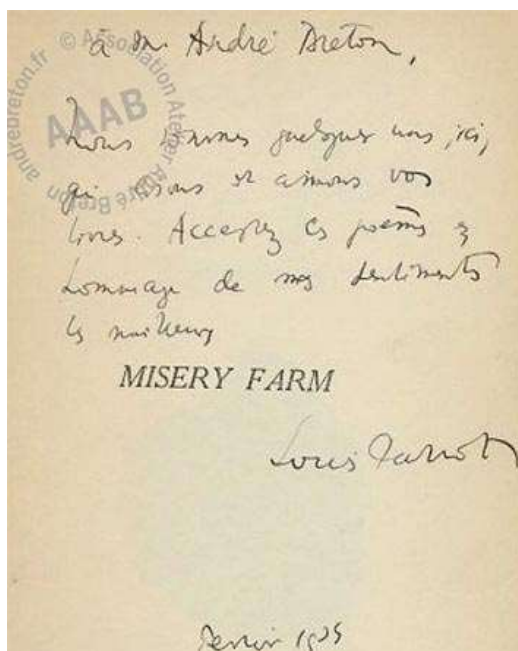 à M. André Breton,
Nous sommes quelques uns, ici,
qui lisons et aimons vos
livres. Acceptez ces poèmes en
hommage de mes sentiments
les meilleurs
MISERY FARM
Louis Parrot
1935
© Association Atelier André Breton andrebreton.fr
AAAB